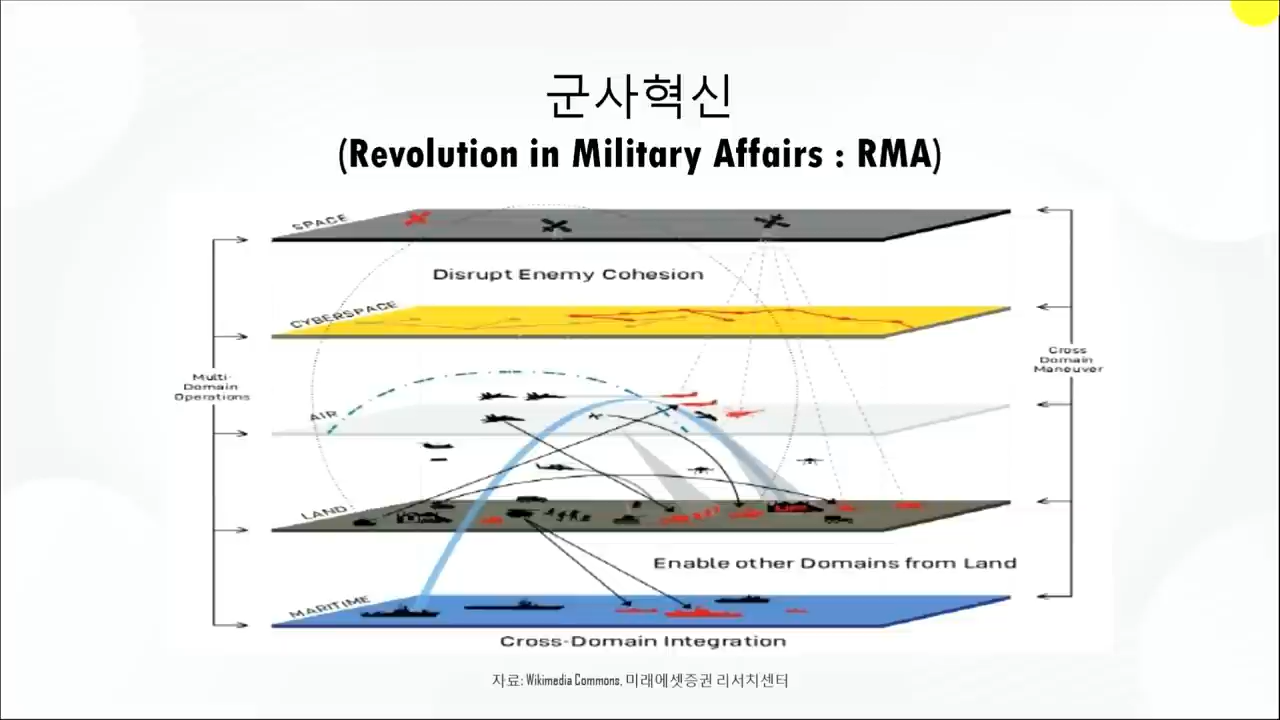 군사혁신
(Revolution in Military Affairs : RMA)
SPACE
Disrupt Enemy Cohesion
CYBERSPACE
Multi-
Domain
Operations
Cross
Domain
Maneuver
AIR
LAND
Enable other Domains from Land
MARITIME
Cross-Domain Integration
자료: Wikimedia Commons, 미래에셋증권 리서치센터